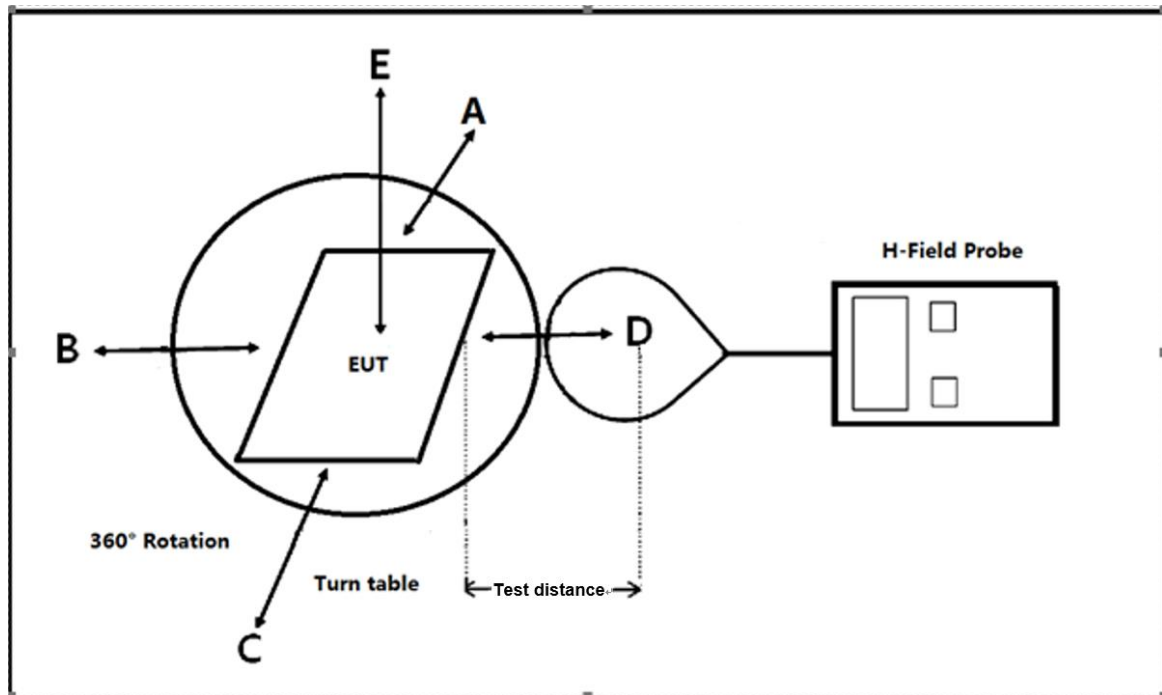 E
A
H-Field Probe
B
D
EUT
360° Rotation
Turn table
Test distance
C